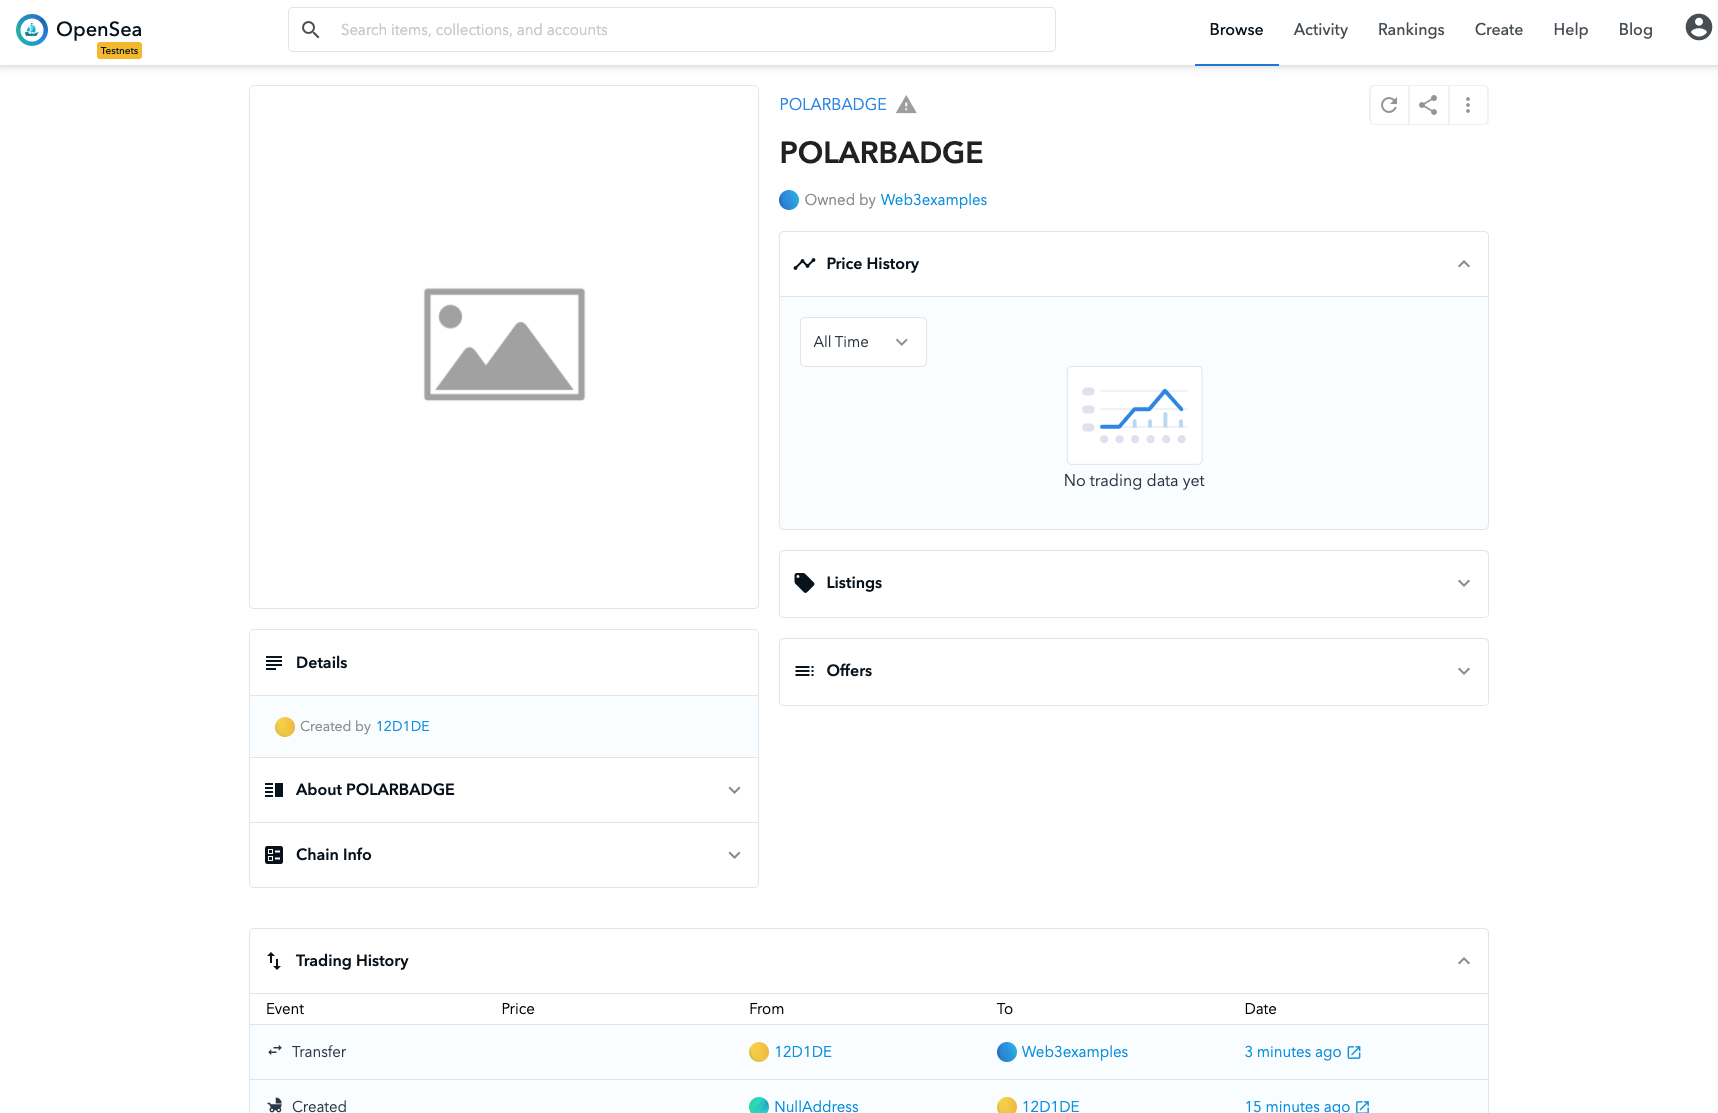 OpenSea
Testnets
Search items, collections, and accounts
Browse
Activity
Rankings
Create
Help
Blog
POLARBADGE
POLARBADGE
Owned by Web3examples
Price History
All Time
No trading data yet
Listings
Offers
Details
Created by 12D1DE
About POLARBADGE
Chain Info
Trading History
Event Price From To Date
Transfer 12D1DE Web3examples 3 minutes ago
Created NullAddress 12D1DE 15 minutes ago